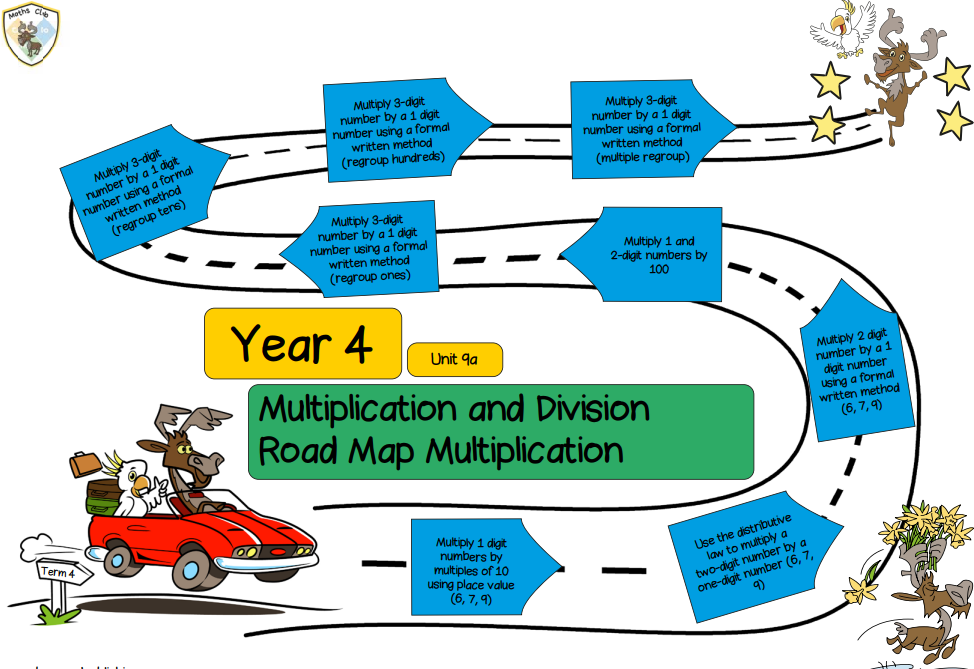 Maths Club
Multiply 3-digit
number by a 1 digit
number using a formal
written method
(regroup hundreds)
Multiply 3-digit
number by a 1 digit
number using a formal
written method
(multiple regroup)
Multiply 3-digit
number by a 1 digit
number using a formal
written method
(regroup tens)
Multiply 3-digit
number by a 1 digit
number using a formal
written method
(regroup ones)
Multiply 1 and
2-digit numbers by
100
Multiply 2 digit
number by a 1
digit number
using a formal
written method
(6, 7, 9)
Year 4
Unit 9a
Multiplication and Division
Road Map Multiplication
Use the distributive
law to multiply a
two-digit number by a
one-digit number (6, 7,
9)
Multiply 1 digit
numbers by
multiples of 10
using place value
(6, 7, 9)
Term 4